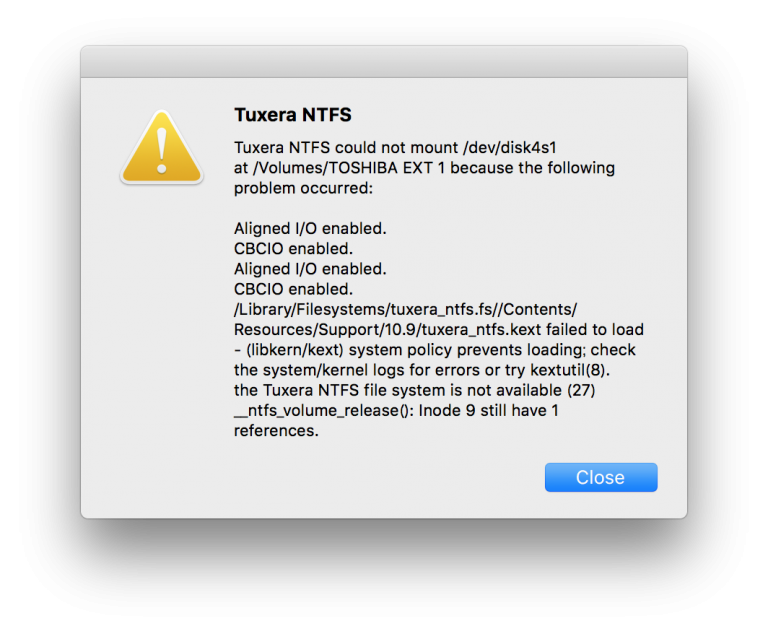 Tuxera NTFS
Tuxera NTFS could not mount /dev/disk4s1
at /Volumes/TOSHIBA EXT 1 because the following
problem occurred:
Aligned I/O enabled.
CBCIO enabled.
Aligned I/O enabled.
CBCIO enabled.
/Library/Filesystems/tuxera_ntfs.fs//Contents/
Resources/Support/10.9/tuxera_ntfs.kext failed to load
- (libkern/kext) system policy prevents loading; check
the system/kernel logs for errors or try kextutil(8).
the Tuxera NTFS file system is not available (27)
__ntfs_volume_release(): Inode 9 still have 1
references.
Close